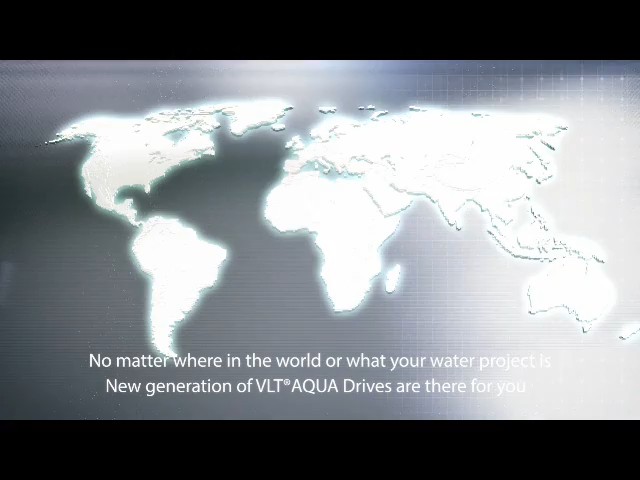 No matter where in the world or what your water project is
New generation of VLT®AQUA Drives are there for you